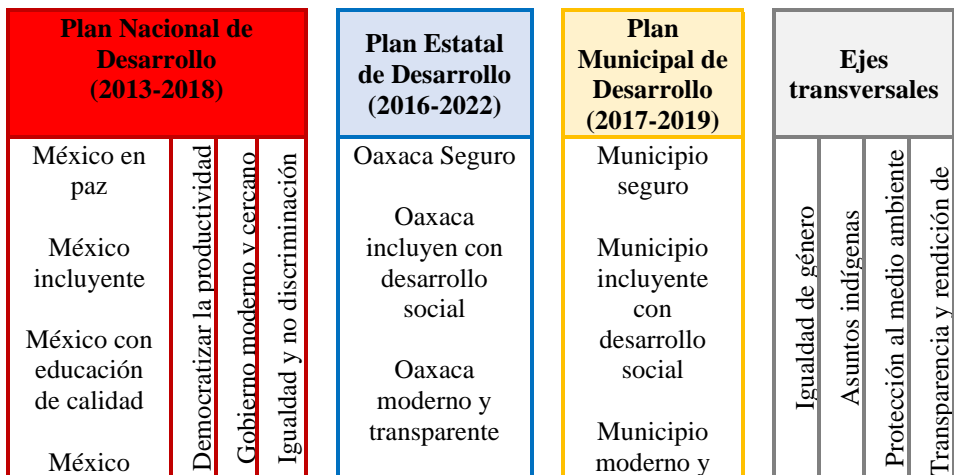 Plan Nacional de
Desarrollo
(2013-2018)
México en
paz
México
incluyente
México con
educación
de calidad
México
Democratizar la productividad
Gobierno moderno y cercano
Igualdad y no discriminación
Plan Estatal
de Desarrollo
(2016-2022)
Oaxaca Seguro
Oaxaca
incluyen con
desarrollo
social
Oaxaca
moderno y
transparente
Plan
Municipal de
Desarrollo
(2017-2019)
Municipio
seguro
Municipio
incluyente
con
desarrollo
social
Municipio
moderno y
Ejes
transversales
Igualdad de género
Asuntos indígenas
Protección al medio ambiente
Transparencia y rendición de